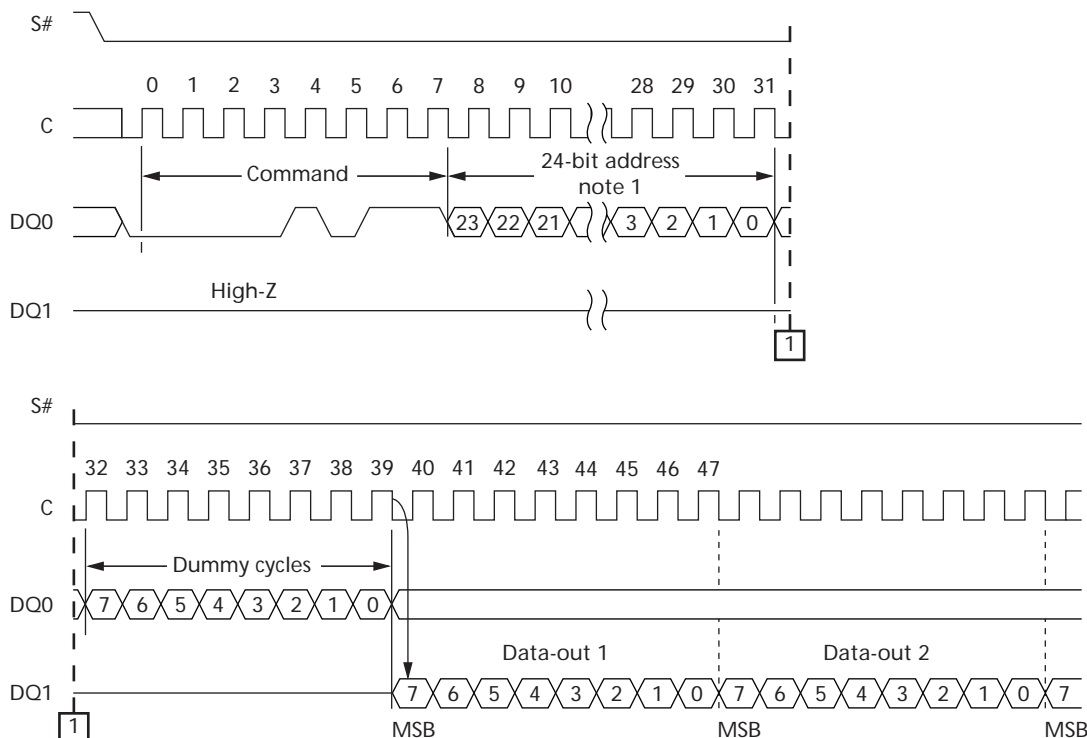 S#
0 1 2 3 4 5 6 7 8 9 10 28 29 30 31
C
Command
24-bit address
note 1
DQ0
23 22 21 3 2 1 0
High-Z
DQ1
1
S#
32 33 34 35 36 37 38 39 40 41 42 43 44 45 46 47
C
Dummy cycles
DQ0
7 6 5 4 3 2 1 0
Data-out 1 Data-out 2
DQ1
7 6 5 4 3 2 1 0 7 6 5 4 3 2 1 0 7
1
MSB MSB MSB